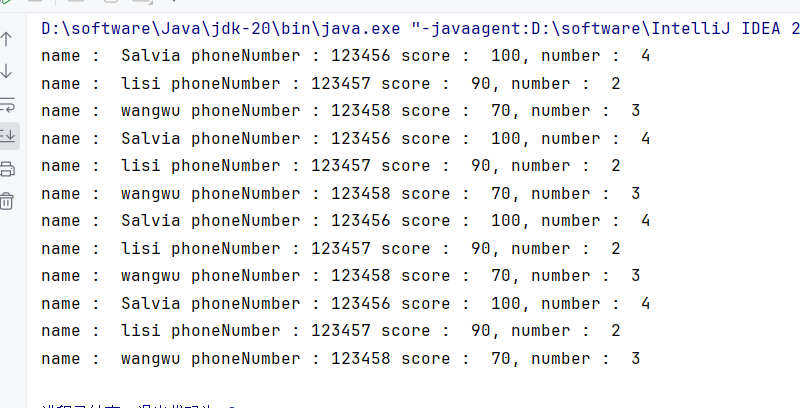 D:\software\Java\jdk-20\bin\java.exe "-javaagent:D:\software\IntelliJ IDEA 2
name :  Salvia phoneNumber : 123456 score :  100, number :  4
name :  lisi phoneNumber : 123457 score :  90, number :  2
name :  wangwu phoneNumber : 123458 score :  70, number :  3
name :  Salvia phoneNumber : 123456 score :  100, number :  4
name :  lisi phoneNumber : 123457 score :  90, number :  2
name :  wangwu phoneNumber : 123458 score :  70, number :  3
name :  Salvia phoneNumber : 123456 score :  100, number :  4
name :  lisi phoneNumber : 123457 score :  90, number :  2
name :  wangwu phoneNumber : 123458 score :  70, number :  3
name :  Salvia phoneNumber : 123456 score :  100, number :  4
name :  lisi phoneNumber : 123457 score :  90, number :  2
name :  wangwu phoneNumber : 123458 score :  70, number :  3